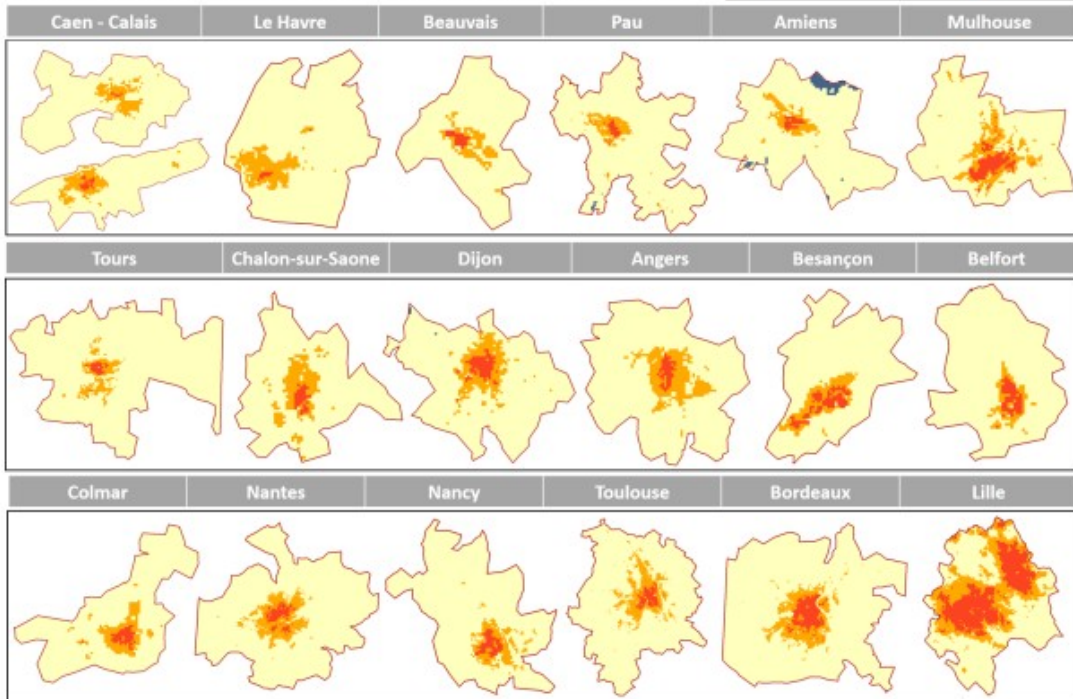 Caen - Calais Le Havre Beauvais Pau Amiens Mulhouse
Tours Chalon-sur-Saone Dijon Angers Besançon Belfort
Colmar Nantes Nancy Toulouse Bordeaux Lille